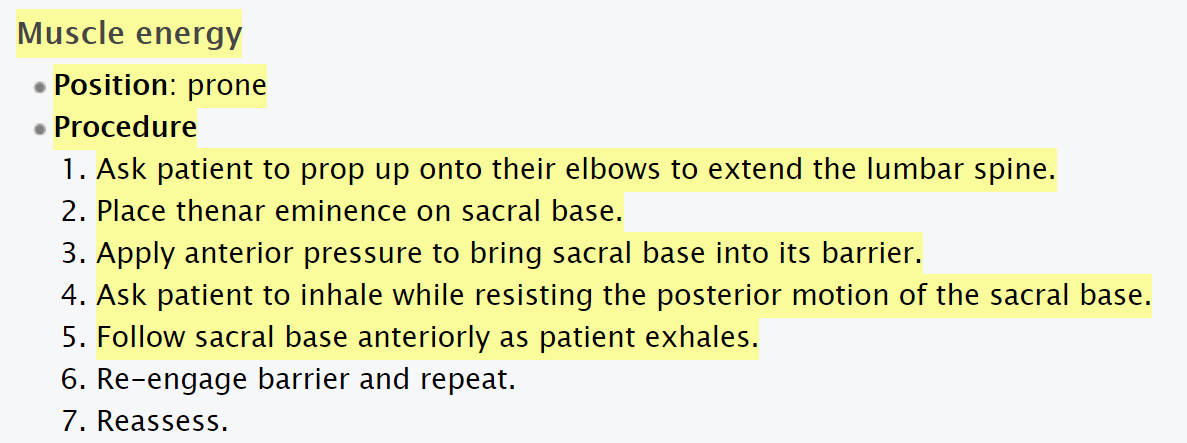 Muscle energy
Position: prone
Procedure
1. Ask patient to prop up onto their elbows to extend the lumbar spine.
2. Place thenar eminence on sacral base.
3. Apply anterior pressure to bring sacral base into its barrier.
4. Ask patient to inhale while resisting the posterior motion of the sacral base.
5. Follow sacral base anteriorly as patient exhales.
6. Re-engage barrier and repeat.
7. Reassess.